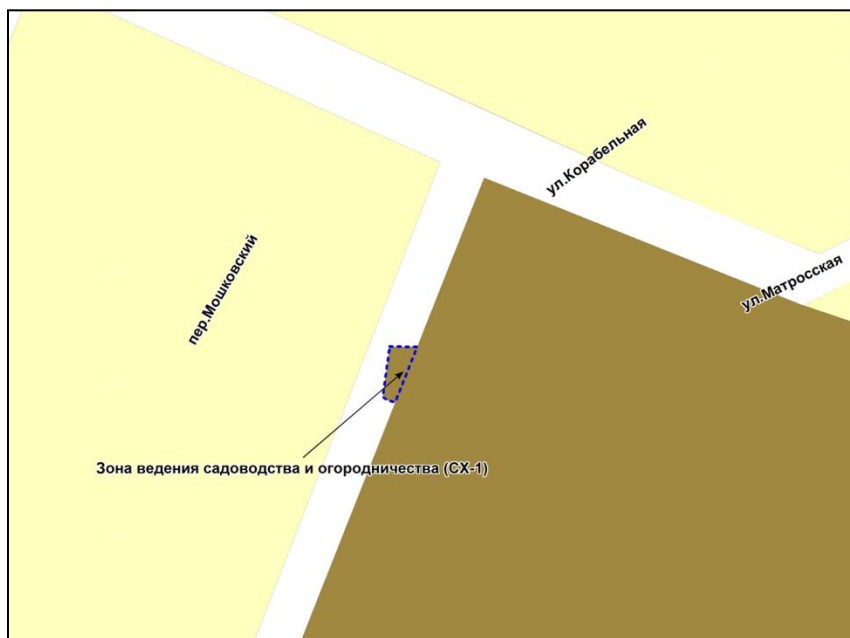 ул.Корабельная
пер.Мошковский
ул.Матросская
Зона ведения садоводства и огородничества (СХ-1)